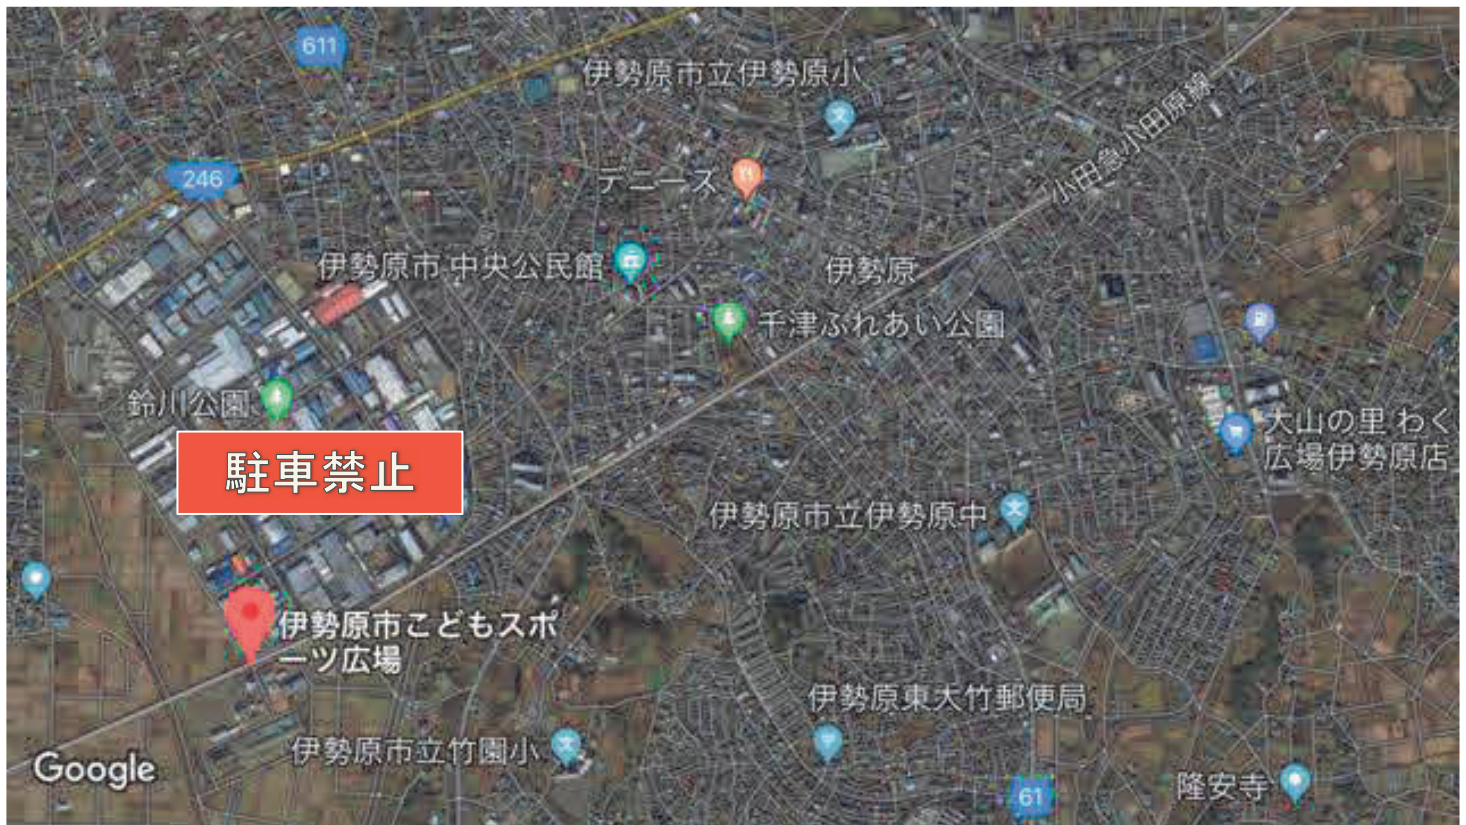 611
伊勢原市立伊勢原小
小田急小田原線
246
デニーズ
伊勢原市 中央公民館
伊勢原
千津ふれあい公園
鈴川公園
大山の里 わく
広場伊勢原店
駐車禁止
伊勢原市立伊勢原中
伊勢原市こどもスポ
ーツ広場
伊勢原東大竹郵便局
伊勢原市立竹園小
Google
隆安寺
61